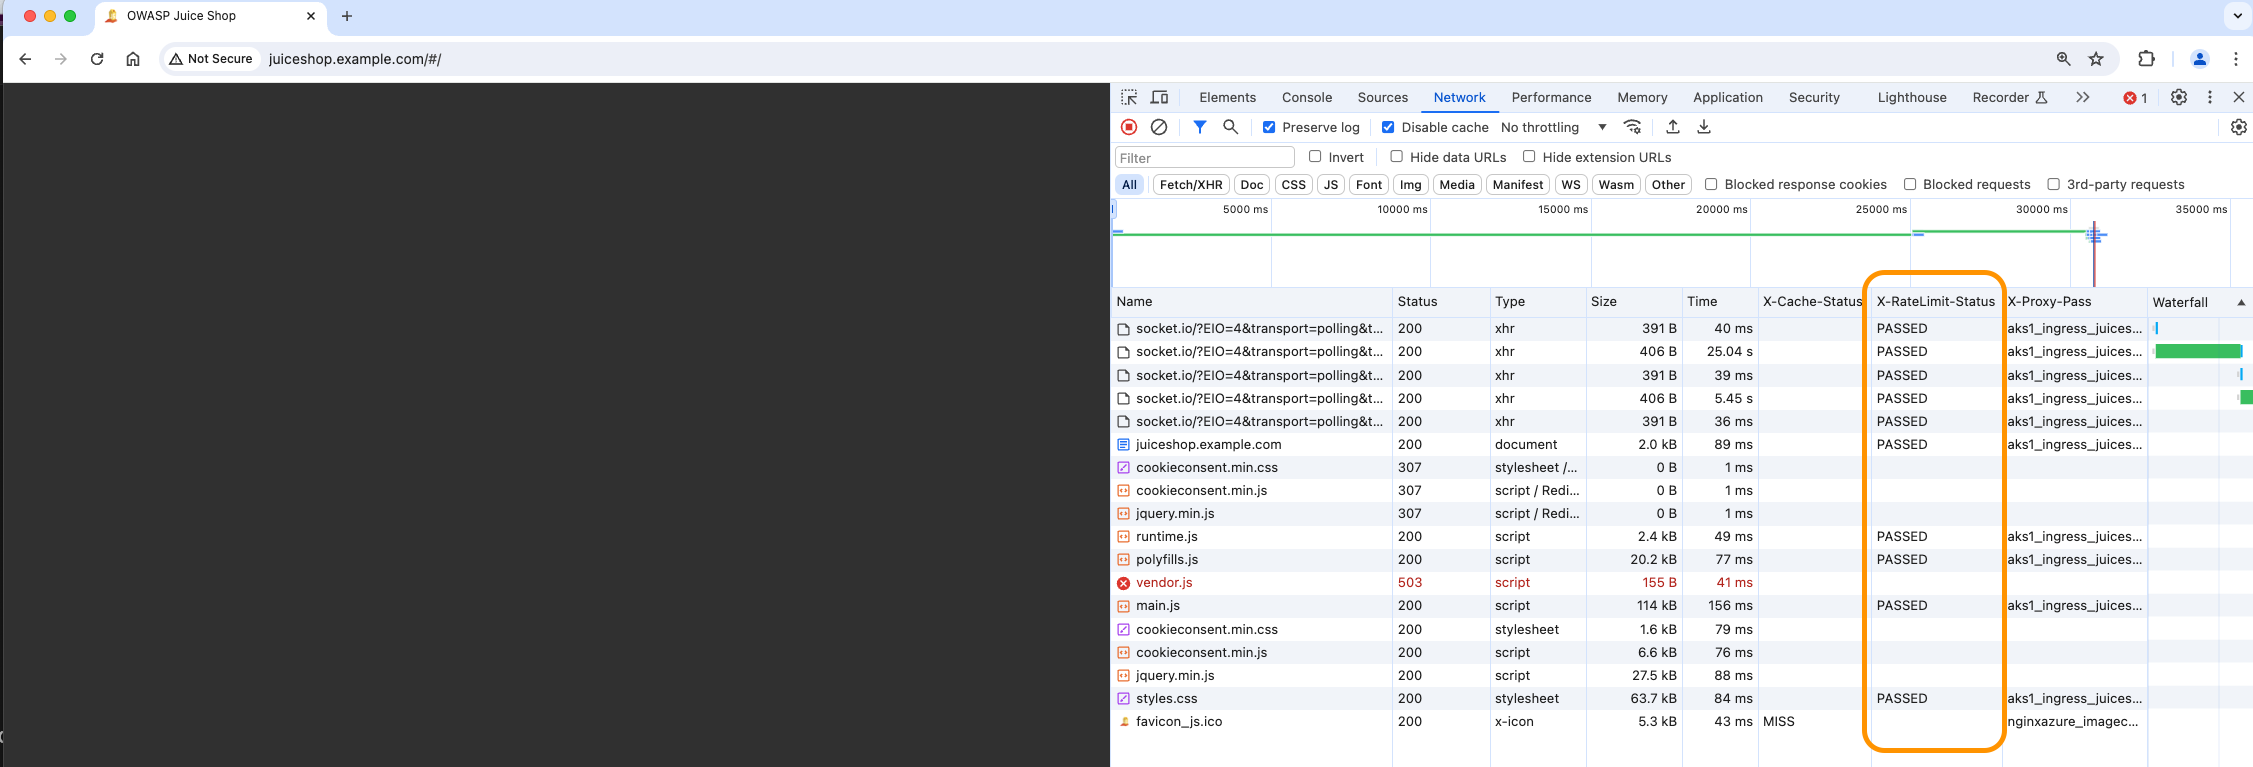 OWASP Juice Shop
Not Secure juiceshop.example.com/#/
Elements Console Sources Network Performance Memory Application Security Lighthouse Recorder 1
Preserve log Disable cache No throttling
Filter Invert Hide data URLs Hide extension URLs
All Fetch/XHR Doc CSS JS Font Img Media Manifest WS Wasm Other Blocked response cookies Blocked requests 3rd-party requests
5000 ms 10000 ms 15000 ms 20000 ms 25000 ms 30000 ms 35000 ms
Name Status Type Size Time X-Cache-Status X-RateLimit-Status X-Proxy-Pass Waterfall
socket.io/?EIO=4&transport=polling&t... 200 xhr 391 B 40 ms PASSED aks1_ingress_juices...
socket.io/?EIO=4&transport=polling&t... 200 xhr 406 B 25.04 s PASSED aks1_ingress_juices...
socket.io/?EIO=4&transport=polling&t... 200 xhr 391 B 39 ms PASSED aks1_ingress_juices...
socket.io/?EIO=4&transport=polling&t... 200 xhr 406 B 5.45 s PASSED aks1_ingress_juices...
socket.io/?EIO=4&transport=polling&t... 200 xhr 391 B 36 ms PASSED aks1_ingress_juices...
juiceshop.example.com 200 document 2.0 kB 89 ms PASSED aks1_ingress_juices...
cookieconsent.min.css 307 stylesheet /... 0 B 1 ms
cookieconsent.min.js 307 script / Redi... 0 B 1 ms
jquery.min.js 307 script / Redi... 0 B 1 ms
runtime.js 200 script 2.4 kB 49 ms PASSED aks1_ingress_juices...
polyfills.js 200 script 20.2 kB 77 ms PASSED aks1_ingress_juices...
vendor.js 503 script 155 B 41 ms
main.js 200 script 114 kB 156 ms PASSED aks1_ingress_juices...
cookieconsent.min.css 200 stylesheet 1.6 kB 79 ms
cookieconsent.min.js 200 script 6.6 kB 76 ms
jquery.min.js 200 script 27.5 kB 88 ms
styles.css 200 stylesheet 63.7 kB 84 ms PASSED aks1_ingress_juices...
favicon_js.ico 200 x-icon 5.3 kB 43 ms MISS nginxazure_imagec...